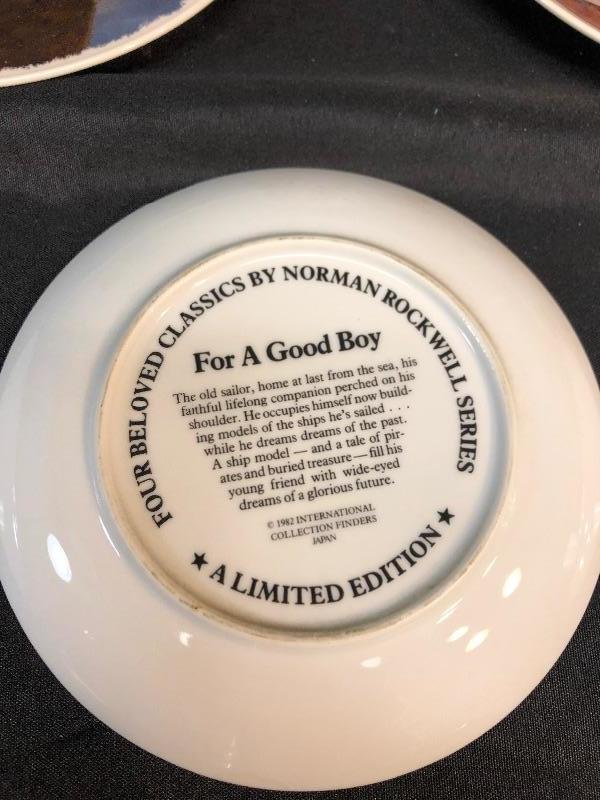 FOUR BELOVED CLASSICS BY NORMAN ROCKWELL SERIES
For A Good Boy
The old sailor, home at last from the sea, his
faithful lifelong companion perched on his
shoulder. He occupies himself now build-
ing models of the ships he's sailed . . .
while he dreams dreams of the past.
A ship model — and a tale of pir-
ates and buried treasure — fill his
young friend with wide-eyed
dreams of a glorious future.
© 1982 INTERNATIONAL
COLLECTION FINDERS
JAPAN
★ A LIMITED EDITION ★